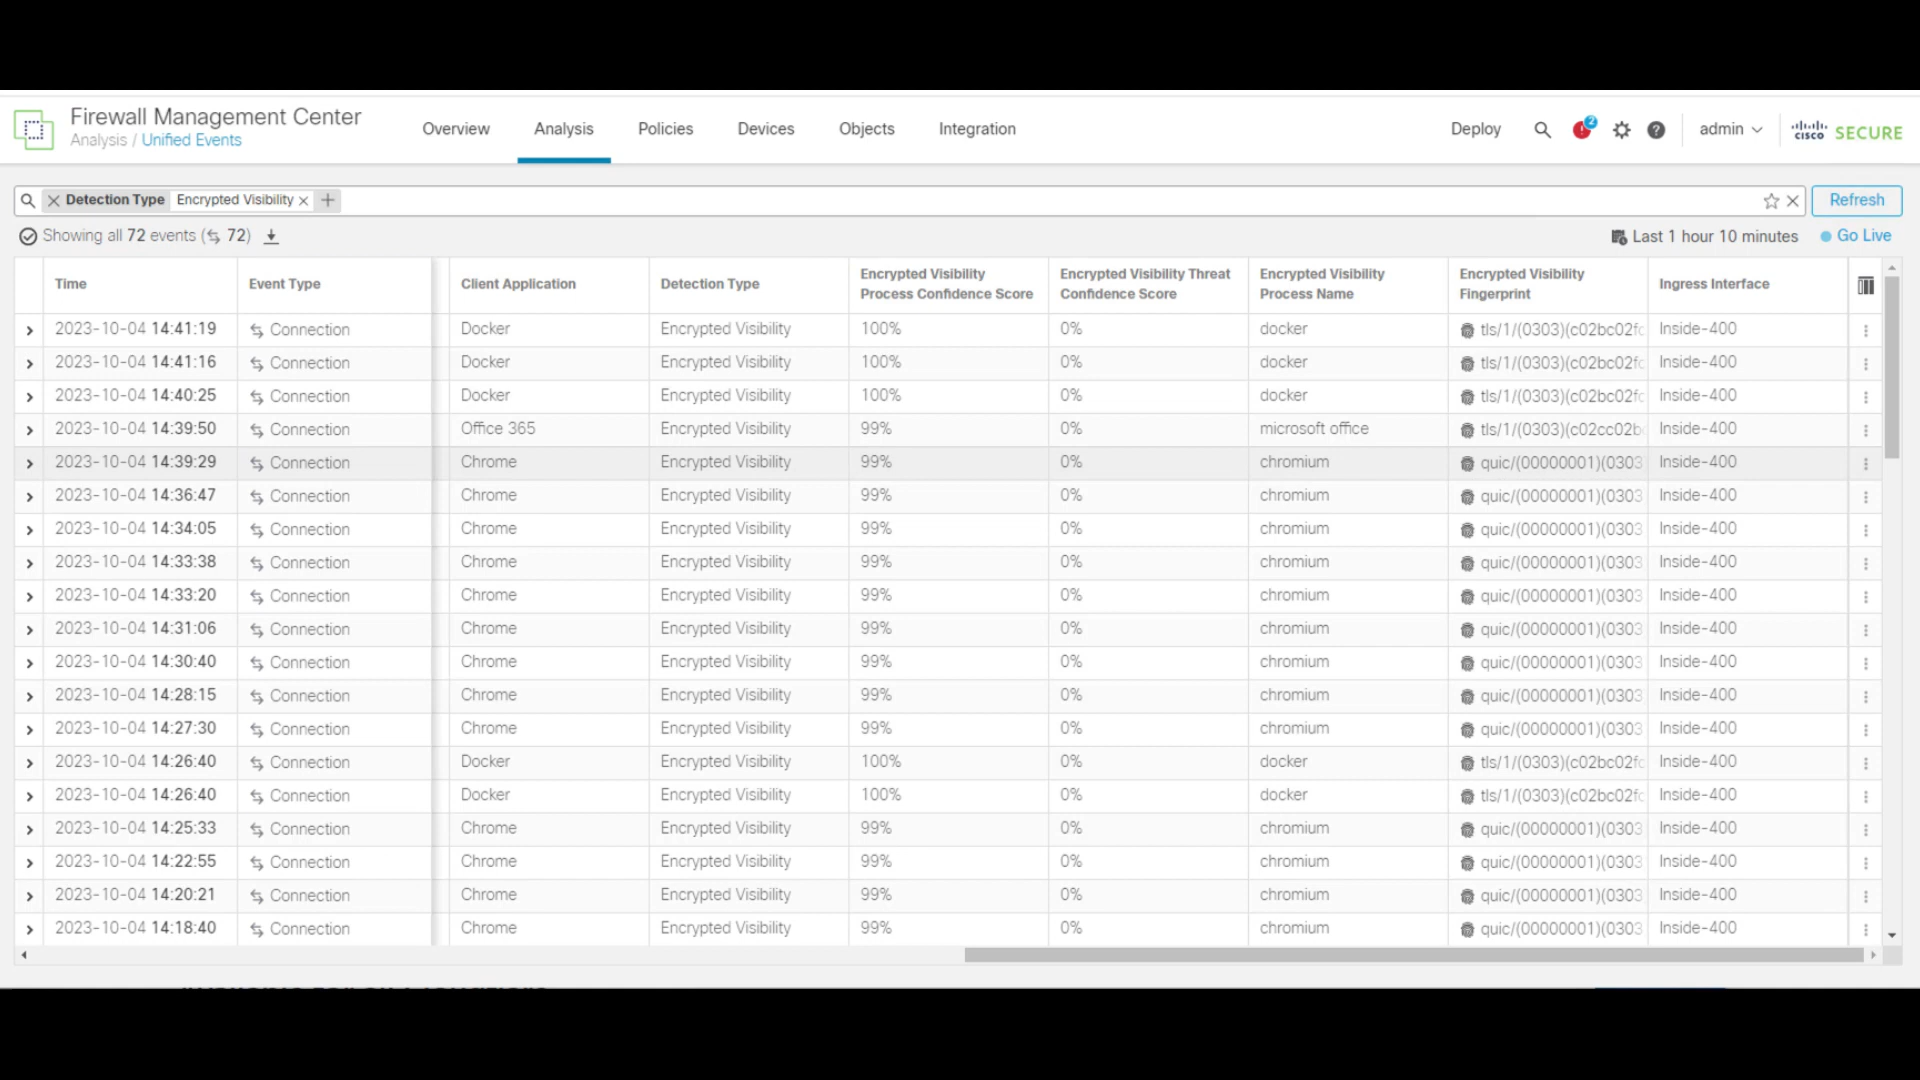 Firewall Management Center
Analysis / Unified Events
Overview Analysis Policies Devices Objects Integration
Deploy 2 admin CISCO SECURE
Detection Type Encrypted Visibility
Refresh
Showing all 72 events (72)
Last 1 hour 10 minutes Go Live
Time Event Type Client Application Detection Type Encrypted Visibility Process Confidence Score Encrypted Visibility Threat Confidence Score Encrypted Visibility Process Name Encrypted Visibility Fingerprint Ingress Interface
2023-10-04 14:41:19 Connection Docker Encrypted Visibility 100% 0% docker tls/1/(0303)(c02bc02fc Inside-400
2023-10-04 14:41:16 Connection Docker Encrypted Visibility 100% 0% docker tls/1/(0303)(c02bc02fc Inside-400
2023-10-04 14:40:25 Connection Docker Encrypted Visibility 100% 0% docker tls/1/(0303)(c02bc02fc Inside-400
2023-10-04 14:39:50 Connection Office 365 Encrypted Visibility 99% 0% microsoft office tls/1/(0303)(c02cc02b Inside-400
2023-10-04 14:39:29 Connection Chrome Encrypted Visibility 99% 0% chromium quic/(00000001)(0303 Inside-400
2023-10-04 14:36:47 Connection Chrome Encrypted Visibility 99% 0% chromium quic/(00000001)(0303 Inside-400
2023-10-04 14:34:05 Connection Chrome Encrypted Visibility 99% 0% chromium quic/(00000001)(0303 Inside-400
2023-10-04 14:33:38 Connection Chrome Encrypted Visibility 99% 0% chromium quic/(00000001)(0303 Inside-400
2023-10-04 14:33:20 Connection Chrome Encrypted Visibility 99% 0% chromium quic/(00000001)(0303 Inside-400
2023-10-04 14:31:06 Connection Chrome Encrypted Visibility 99% 0% chromium quic/(00000001)(0303 Inside-400
2023-10-04 14:30:40 Connection Chrome Encrypted Visibility 99% 0% chromium quic/(00000001)(0303 Inside-400
2023-10-04 14:28:15 Connection Chrome Encrypted Visibility 99% 0% chromium quic/(00000001)(0303 Inside-400
2023-10-04 14:27:30 Connection Chrome Encrypted Visibility 99% 0% chromium quic/(00000001)(0303 Inside-400
2023-10-04 14:26:40 Connection Docker Encrypted Visibility 100% 0% docker tls/1/(0303)(c02bc02fc Inside-400
2023-10-04 14:26:40 Connection Docker Encrypted Visibility 100% 0% docker tls/1/(0303)(c02bc02fc Inside-400
2023-10-04 14:25:33 Connection Chrome Encrypted Visibility 99% 0% chromium quic/(00000001)(0303 Inside-400
2023-10-04 14:22:55 Connection Chrome Encrypted Visibility 99% 0% chromium quic/(00000001)(0303 Inside-400
2023-10-04 14:20:21 Connection Chrome Encrypted Visibility 99% 0% chromium quic/(00000001)(0303 Inside-400
2023-10-04 14:18:40 Connection Chrome Encrypted Visibility 99% 0% chromium quic/(00000001)(0303 Inside-400